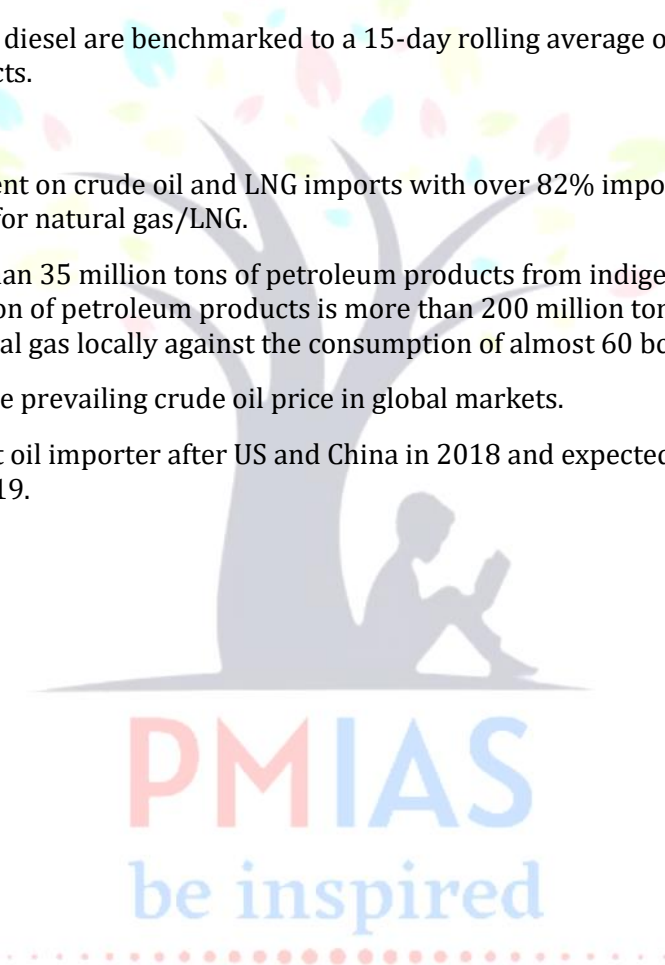 diesel are benchmarked to a 15-day rolling average o
cts.
ent on crude oil and LNG imports with over 82% impo
for natural gas/LNG.
an 35 million tons of petroleum products from indige
on of petroleum products is more than 200 million ton
al gas locally against the consumption of almost 60 bc
e prevailing crude oil price in global markets.
t oil importer after US and China in 2018 and expected
19.
PMIAS
be inspired